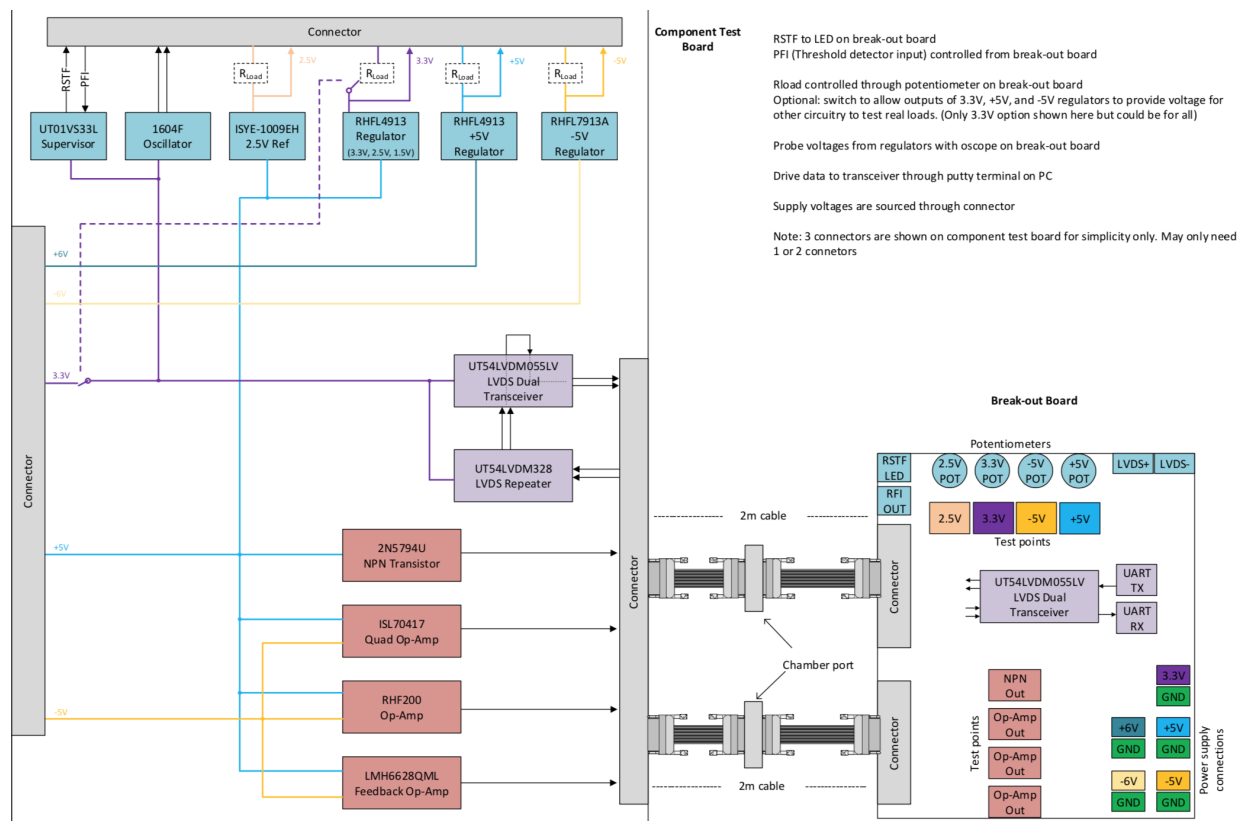 Connector
Component Test
Board
RSTF to LED on break-out board
PFI (Threshold detector input) controlled from break-out board
Rload controlled through potentiometer on break-out board
Optional: switch to allow outputs of 3.3V, +5V, and -5V regulators to provide voltage for
other circuitry to test real loads. (Only 3.3V option shown here but could be for all)
Probe voltages from regulators with oscope on break-out board
Drive data to transceiver through putty terminal on PC
Supply voltages are sourced through connector
Note: 3 connectors are shown on component test board for simplicity only. May only need
1 or 2 connetors
RSTF
PFI
RLoad
2.5V
RLoad
3.3V
RLoad
+5V
RLoad
-5V
UT01VS33L
Supervisor
1604F
Oscillator
ISYE-1009EH
2.5V Ref
RHFL4913
Regulator
(3.3V, 2.5V, 1.5V)
RHFL4913
+5V
Regulator
RHFL7913A
-5V
Regulator
Connector
+6V
-6V
3.3V
+5V
-5V
UT54LVDM055LV
LVDS Dual
Transceiver
UT54LVDM328
LVDS Repeater
2N5794U
NPN Transistor
ISL70417
Quad Op-Amp
RHF200
Op-Amp
LMH6628QML
Feedback Op-Amp
Connector
2m cable
Chamber port
2m cable
Connector
Connector
Break-out Board
Potentiometers
RSTF
LED
2.5V
POT
3.3V
POT
-5V
POT
+5V
POT
LVDS+
LVDS-
RFI
OUT
2.5V
3.3V
-5V
+5V
Test points
UT54LVDM055LV
LVDS Dual
Transceiver
UART
TX
UART
RX
Test points
NPN
Out
Op-Amp
Out
Op-Amp
Out
Op-Amp
Out
3.3V
GND
+6V
GND
+5V
GND
-6V
GND
-5V
GND
Power supply
connections